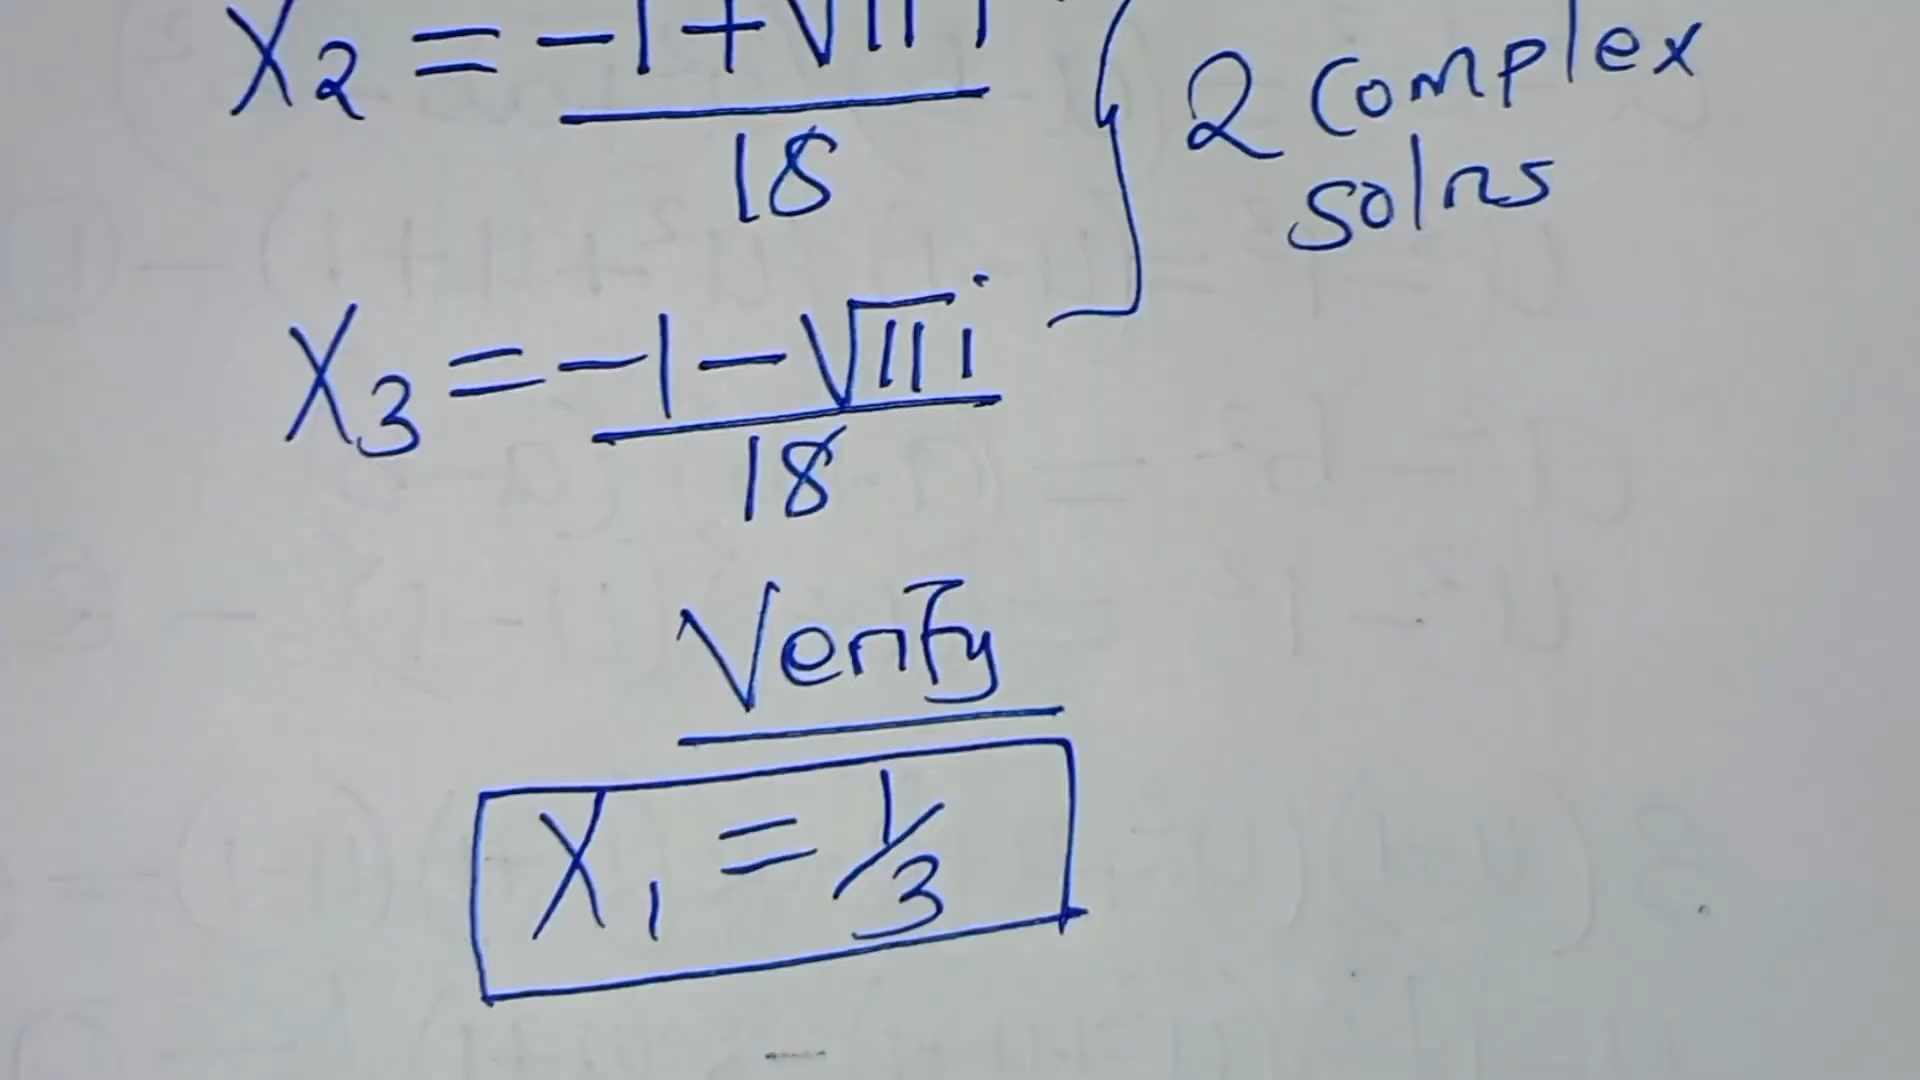 X2 = (-1+√11 i)/18
2 complex
solns
X3 = (-1-√11 i)/18
Verify
X1 = 1/3